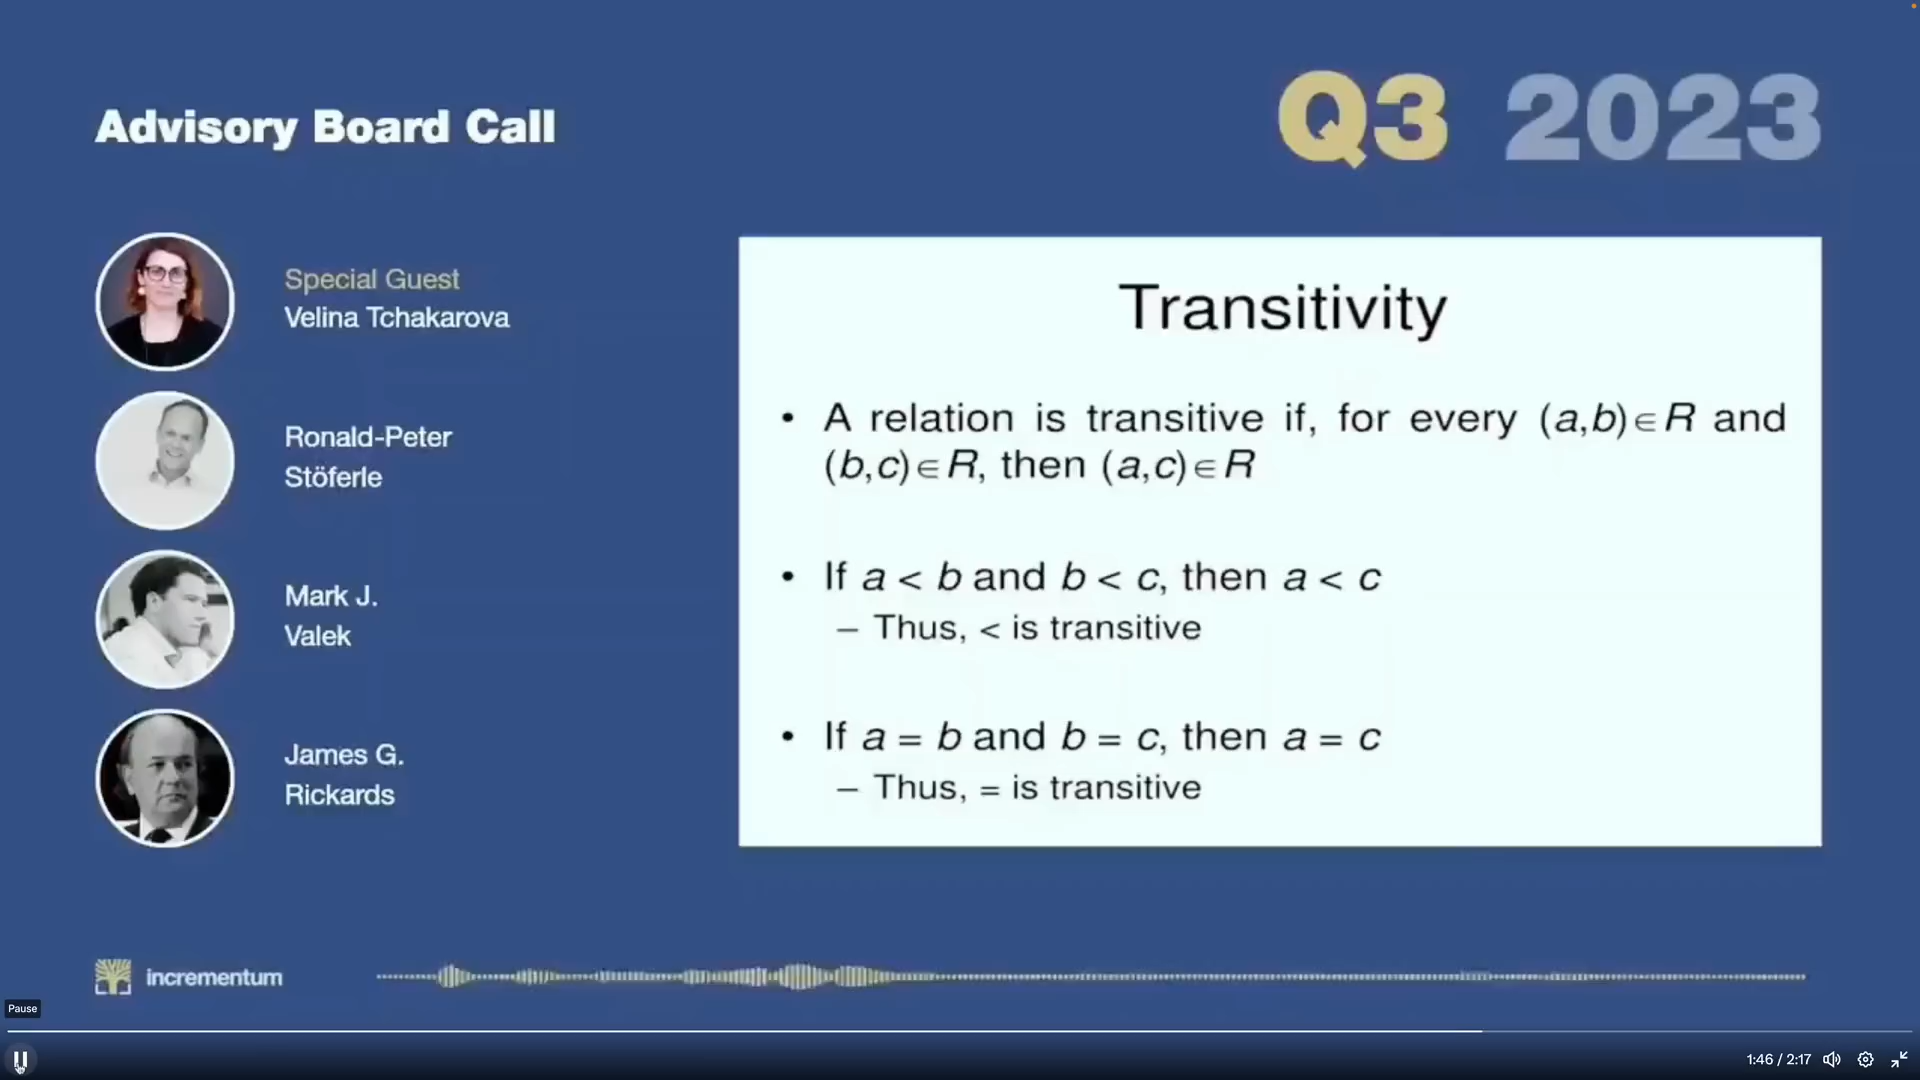 Advisory Board Call
Q3 2023
Special Guest
Velina Tchakarova
Ronald-Peter
Stöferle
Mark J.
Valek
James G.
Rickards
Transitivity
• A relation is transitive if, for every (a,b)∈R and
(b,c)∈R, then (a,c)∈R
• If a < b and b < c, then a < c
– Thus, < is transitive
• If a = b and b = c, then a = c
– Thus, = is transitive
incrementum
Pause
1:46 / 2:17